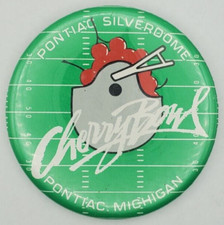 PONTIAC SILVERDOME
Cherry Bowl
PONTIAC, MICHIGAN